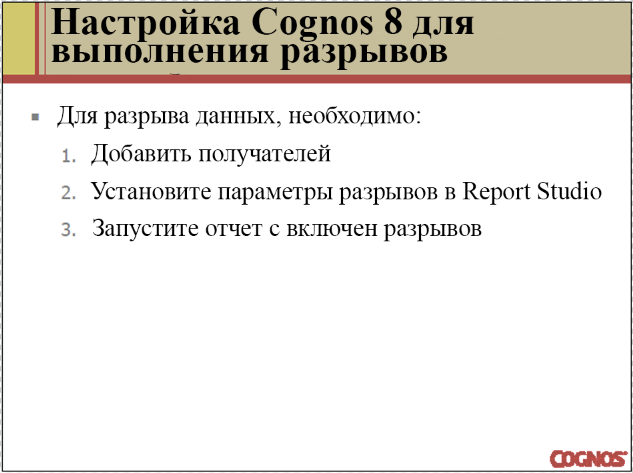 Настройка Cognos 8 для
выполнения разрывов
Для разрыва данных, необходимо:
1. Добавить получателей
2. Установите параметры разрывов в Report Studio
3. Запустите отчет с включен разрывов
COGNOS